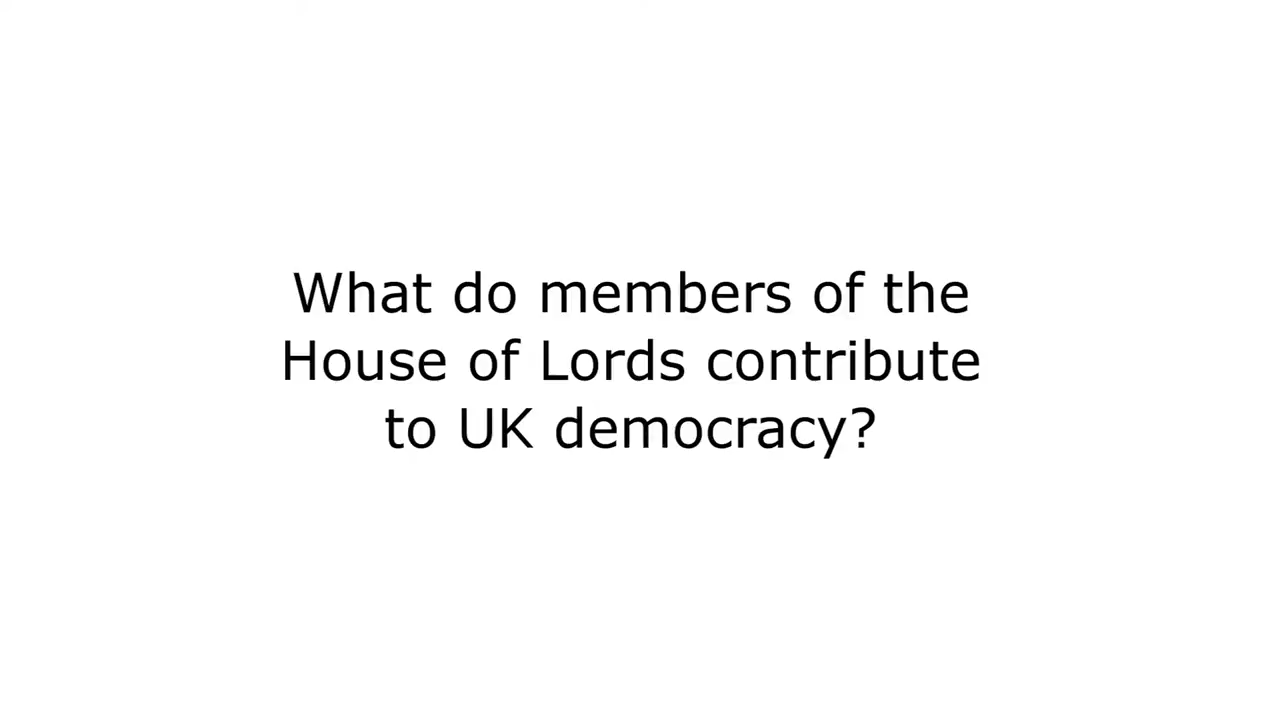 What do members of the
House of Lords contribute
to UK democracy?